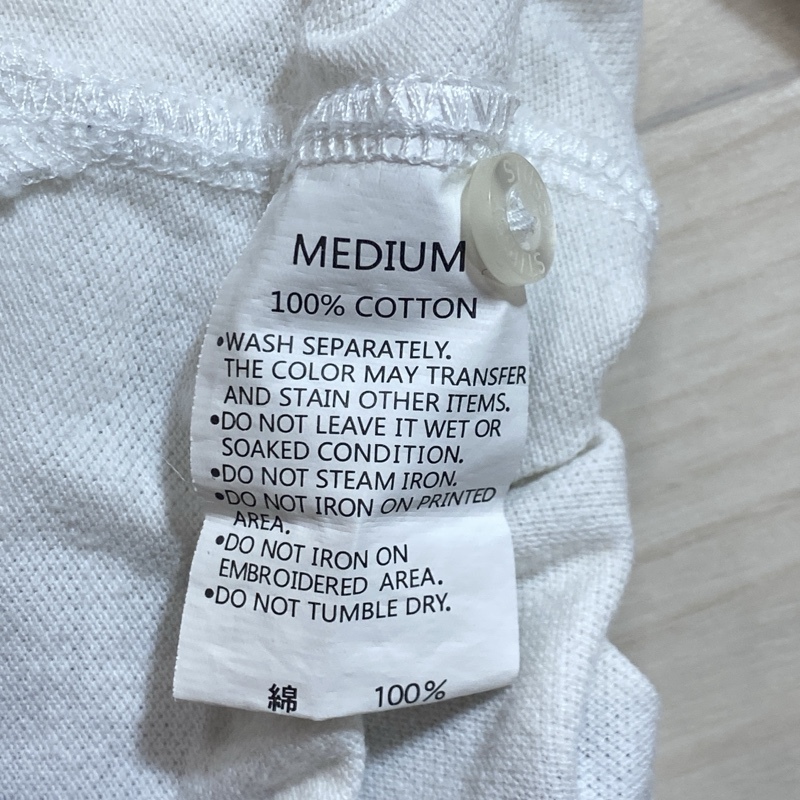 MEDIUM
100% COTTON
•WASH SEPARATELY.
THE COLOR MAY TRANSFER
AND STAIN OTHER ITEMS.
•DO NOT LEAVE IT WET OR
SOAKED CONDITION.
•DO NOT STEAM IRON.
•DO NOT IRON ON PRINTED
AREA.
•DO NOT IRON ON
EMBROIDERED AREA.
•DO NOT TUMBLE DRY.
綿 100%